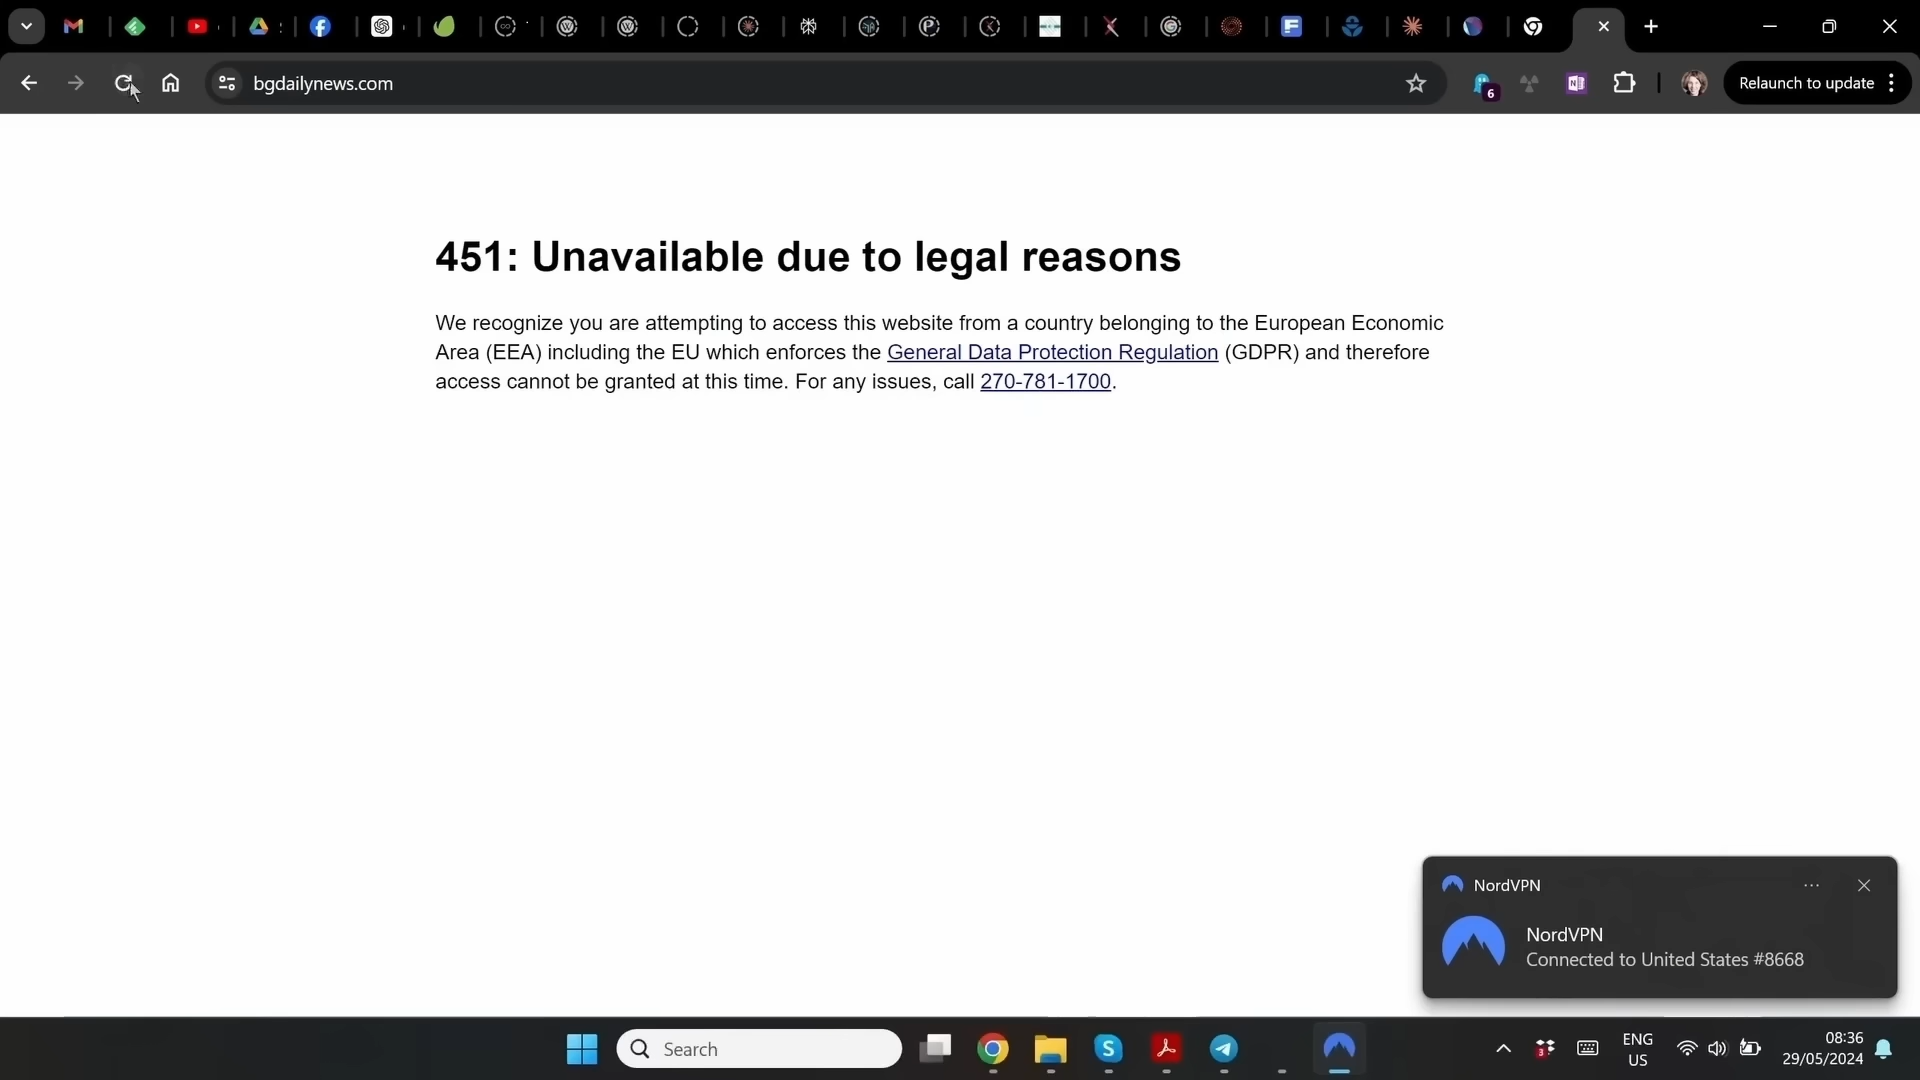 bgdailynews.com
6
Relaunch to update
451: Unavailable due to legal reasons
We recognize you are attempting to access this website from a country belonging to the European Economic
Area (EEA) including the EU which enforces the General Data Protection Regulation (GDPR) and therefore
access cannot be granted at this time. For any issues, call 270-781-1700.
NordVPN
NordVPN
Connected to United States #8668
Search
3
ENG
US
08:36
29/05/2024